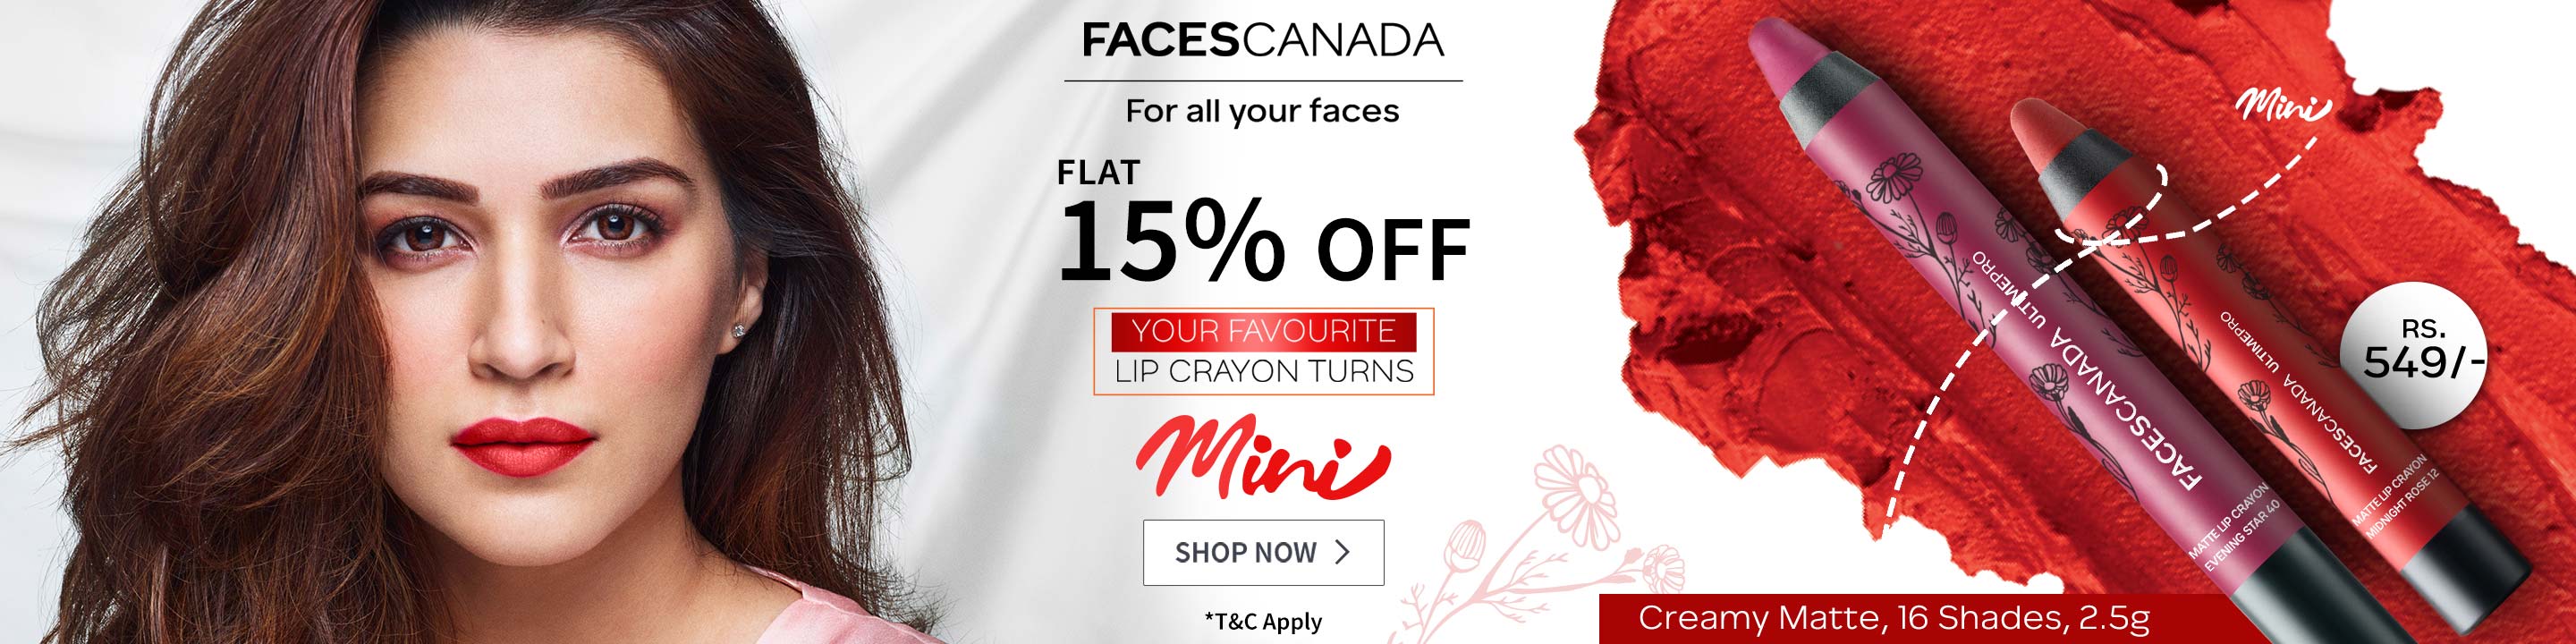 FACESCANADA
For all your faces
FLAT
15% OFF
YOUR FAVOURITE
LIP CRAYON TURNS
Mini
SHOP NOW >
*T&C Apply
Mini
RS.
549/-
FACESCANADA ULTIMEPRO
MATTE LIP CRAYON
EVENING STAR 40
FACESCANADA ULTIMEPRO
MATTE LIP CRAYON
MIDNIGHT ROSE 12
Creamy Matte, 16 Shades, 2.5g